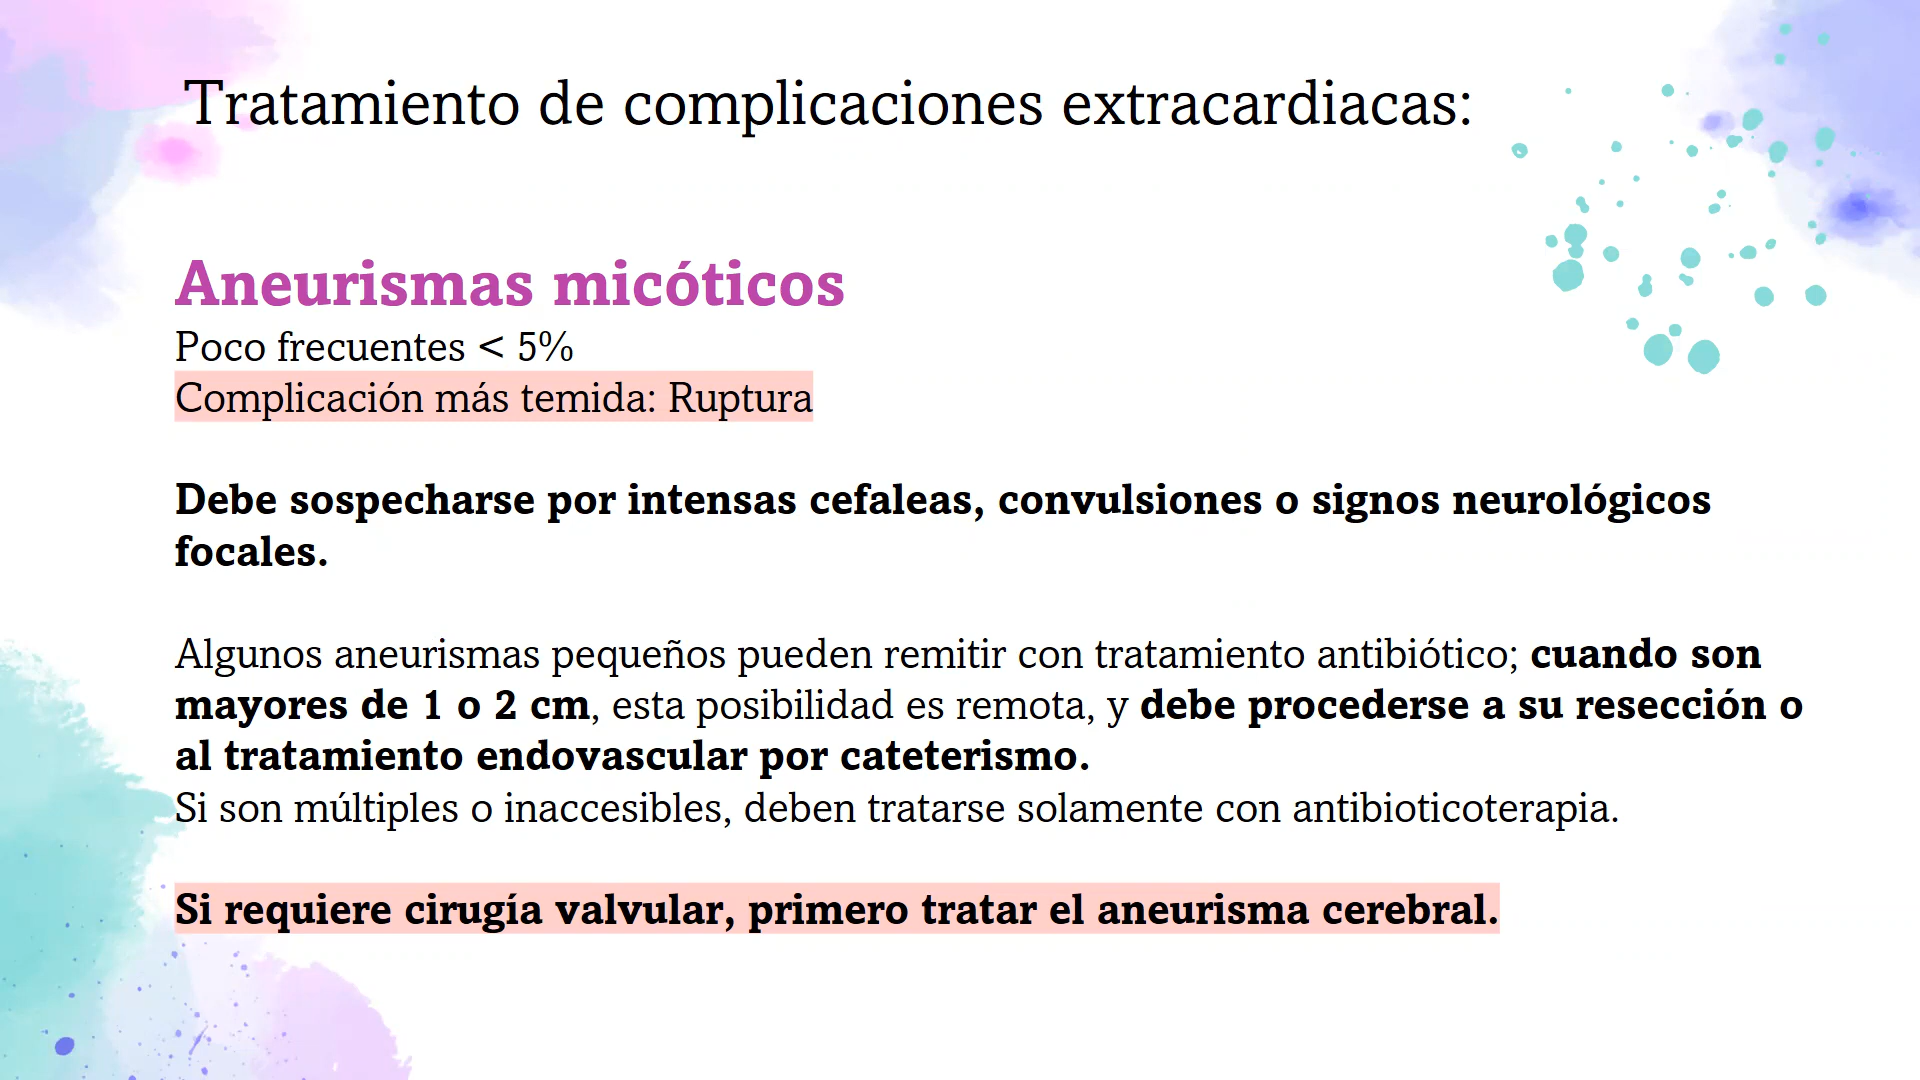 Tratamiento de complicaciones extracardiacas:
Aneurismas micóticos
Poco frecuentes < 5%
Complicación más temida: Ruptura
Debe sospecharse por intensas cefaleas, convulsiones o signos neurológicos
focales.
Algunos aneurismas pequeños pueden remitir con tratamiento antibiótico; cuando son
mayores de 1 o 2 cm, esta posibilidad es remota, y debe procederse a su resección o
al tratamiento endovascular por cateterismo.
Si son múltiples o inaccesibles, deben tratarse solamente con antibioticoterapia.
Si requiere cirugía valvular, primero tratar el aneurisma cerebral.